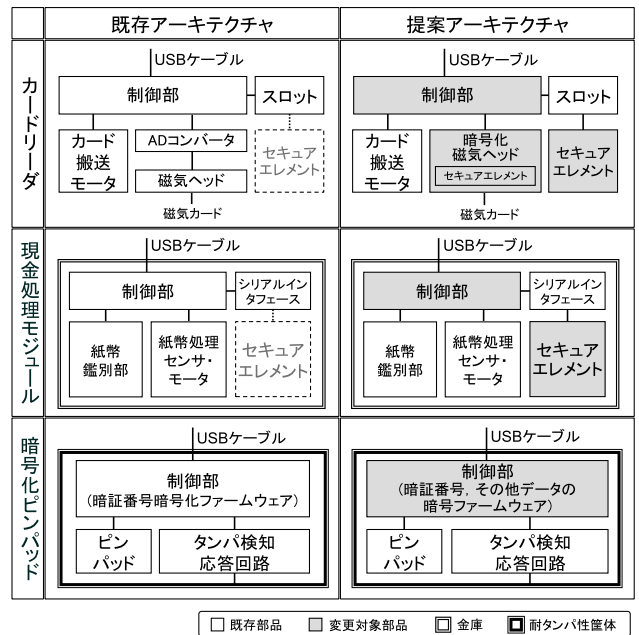 既存アーキテクチャ
提案アーキテクチャ
カードリーダ
USBケーブル
制御部
スロット
カード
搬送
モータ
ADコンバータ
磁気ヘッド
セキュア
エレメント
磁気カード
USBケーブル
制御部
スロット
カード
搬送
モータ
暗号化
磁気ヘッド
セキュアエレメント
セキュア
エレメント
磁気カード
現金処理モジュール
USBケーブル
制御部
シリアルイン
タフェース
紙幣
鑑別部
紙幣処理
センサ・
モータ
セキュア
エレメント
USBケーブル
制御部
シリアルイン
タフェース
紙幣
鑑別部
紙幣処理
センサ・
モータ
セキュア
エレメント
暗号化ピンパッド
USBケーブル
制御部
(暗証番号暗号化ファームウェア)
ピン
パッド
タンパ検知
応答回路
USBケーブル
制御部
(暗証番号, その他データの
暗号ファームウェア)
ピン
パッド
タンパ検知
応答回路
既存部品
変更対象部品
金庫
耐タンパ性筐体